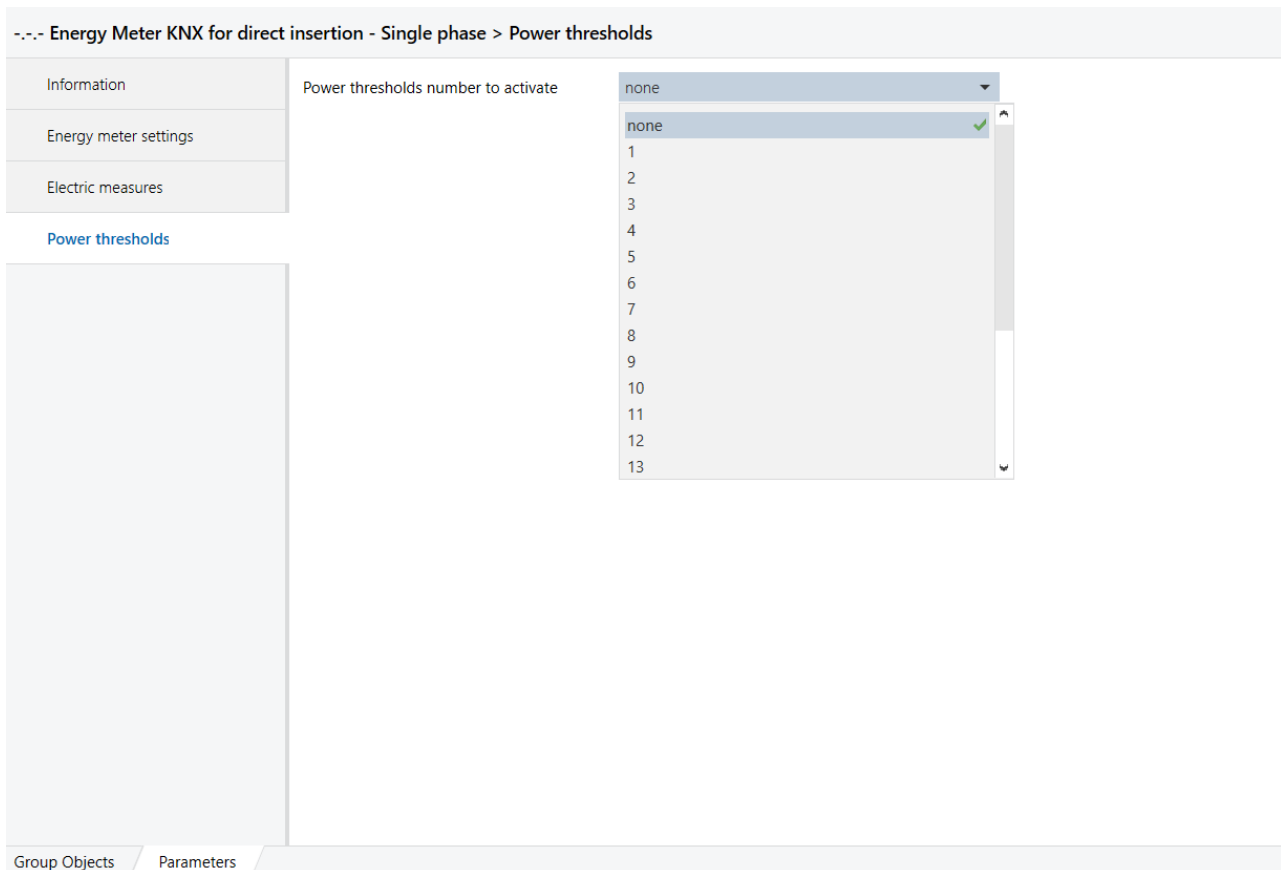 -.-.- Energy Meter KNX for direct insertion - Single phase > Power thresholds
Information
Energy meter settings
Electric measures
Power thresholds
Power thresholds number to activate
none
none
1
2
3
4
5
6
7
8
9
10
11
12
13
Group Objects
Parameters